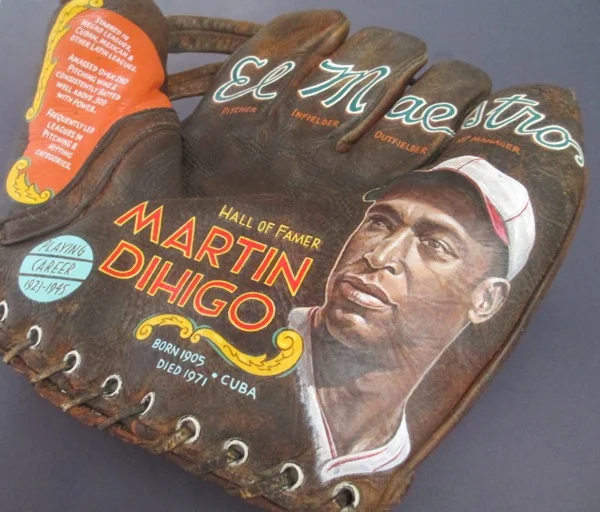 STARRED IN
NEGRO LEAGUES,
CUBAN, MEXICAN &
OTHER LATIN LEAGUES.
AMASSED OVER 260
PITCHING WINS &
CONSISTENTLY BATTED
WELL ABOVE .300
WITH POWER.
FREQUENTLY LED
LEAGUES IN
PITCHING &
HITTING
CATEGORIES.
El Maestro
PITCHER INFIELDER OUTFIELDER MANAGER
HALL OF FAMER
MARTIN
DIHIGO
PLAYING
CAREER
1923-1945
BORN 1905
DIED 1971 • CUBA